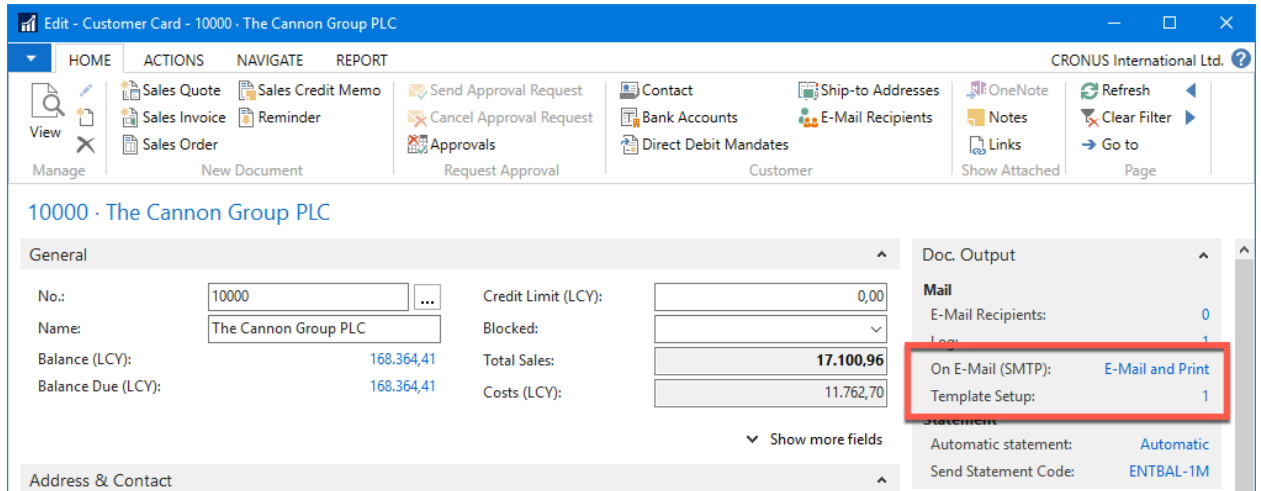 Edit - Customer Card - 10000 · The Cannon Group PLC
HOME ACTIONS NAVIGATE REPORT CRONUS International Ltd.
View
Manage
Sales Quote Sales Credit Memo
Sales Invoice Reminder
Sales Order
New Document
Send Approval Request
Cancel Approval Request
Approvals
Request Approval
Contact Ship-to Addresses
Bank Accounts E-Mail Recipients
Direct Debit Mandates
Customer
OneNote
Notes
Links
Show Attached
Refresh
Clear Filter
Go to
Page
10000 · The Cannon Group PLC
General
No.: 10000 ...
Name: The Cannon Group PLC
Balance (LCY): 168.364,41
Balance Due (LCY): 168.364,41
Credit Limit (LCY): 0,00
Blocked:
Total Sales: 17.100,96
Costs (LCY): 11.762,70
Show more fields
Address & Contact
Doc. Output
Mail
E-Mail Recipients: 0
Log: 1
On E-Mail (SMTP): E-Mail and Print
Template Setup: 1
Statement
Automatic statement: Automatic
Send Statement Code: ENTBAL-1M